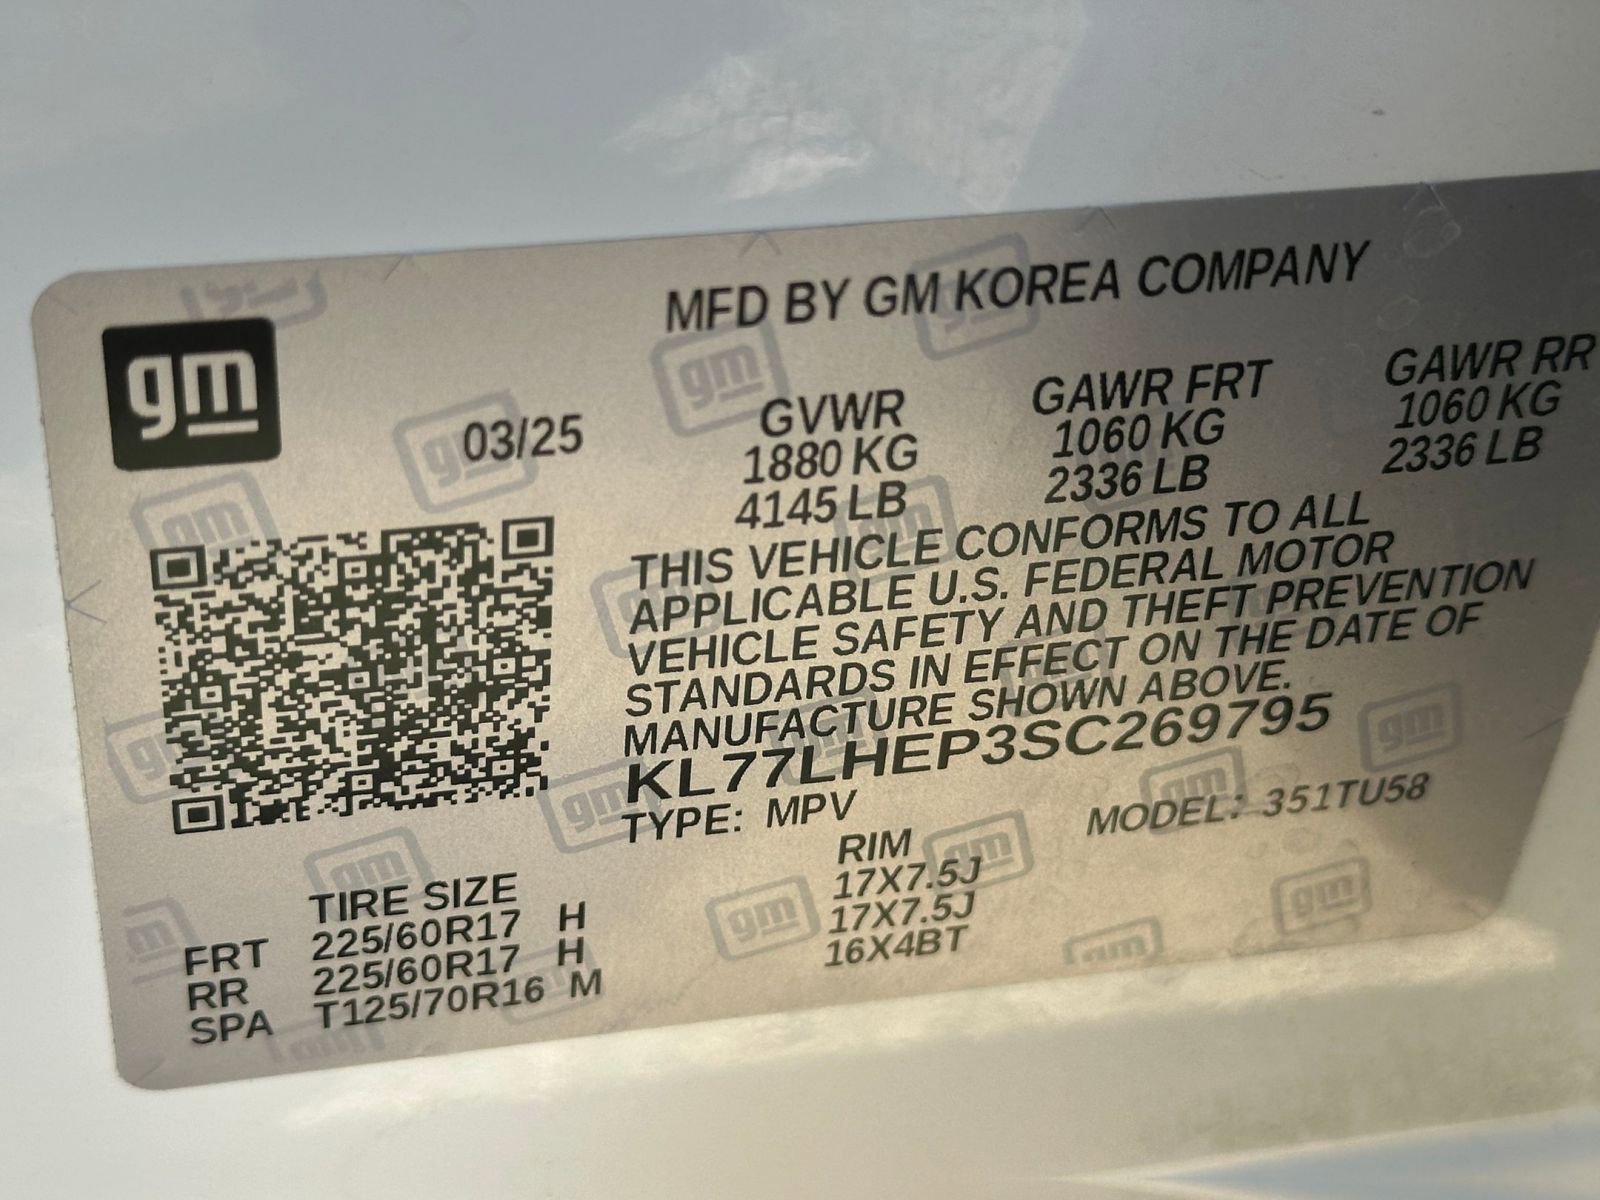 gm
MFD BY GM KOREA COMPANY
03/25
GVWR GAWR FRT GAWR RR
1880 KG 1060 KG 1060 KG
4145 LB 2336 LB 2336 LB
THIS VEHICLE CONFORMS TO ALL
APPLICABLE U.S. FEDERAL MOTOR
VEHICLE SAFETY AND THEFT PREVENTION
STANDARDS IN EFFECT ON THE DATE OF
MANUFACTURE SHOWN ABOVE.
KL77LHEP3SC269795
TYPE: MPV MODEL: 351TU58
TIRE SIZE RIM
FRT 225/60R17 H 17X7.5J
RR 225/60R17 H 17X7.5J
SPA T125/70R16 M 16X4BT